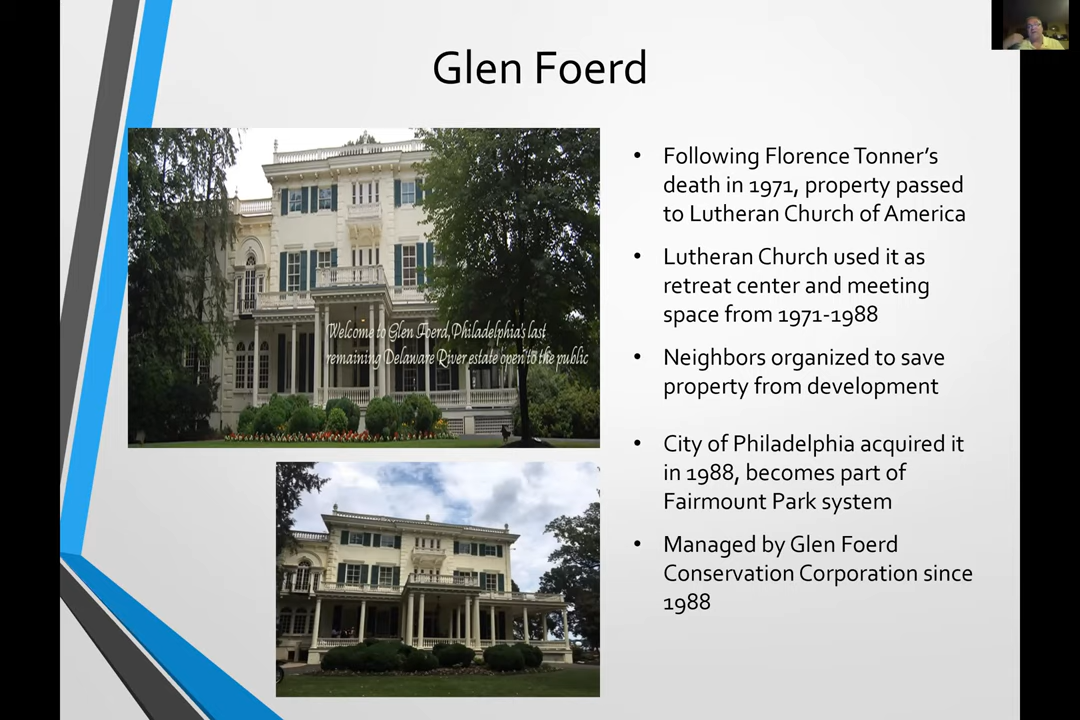 Glen Foerd
Welcome to Glen Foerd, Philadelphia's last
remaining Delaware River estate open to the public
• Following Florence Tonner's
death in 1971, property passed
to Lutheran Church of America
• Lutheran Church used it as
retreat center and meeting
space from 1971-1988
• Neighbors organized to save
property from development
• City of Philadelphia acquired it
in 1988, becomes part of
Fairmount Park system
• Managed by Glen Foerd
Conservation Corporation since
1988